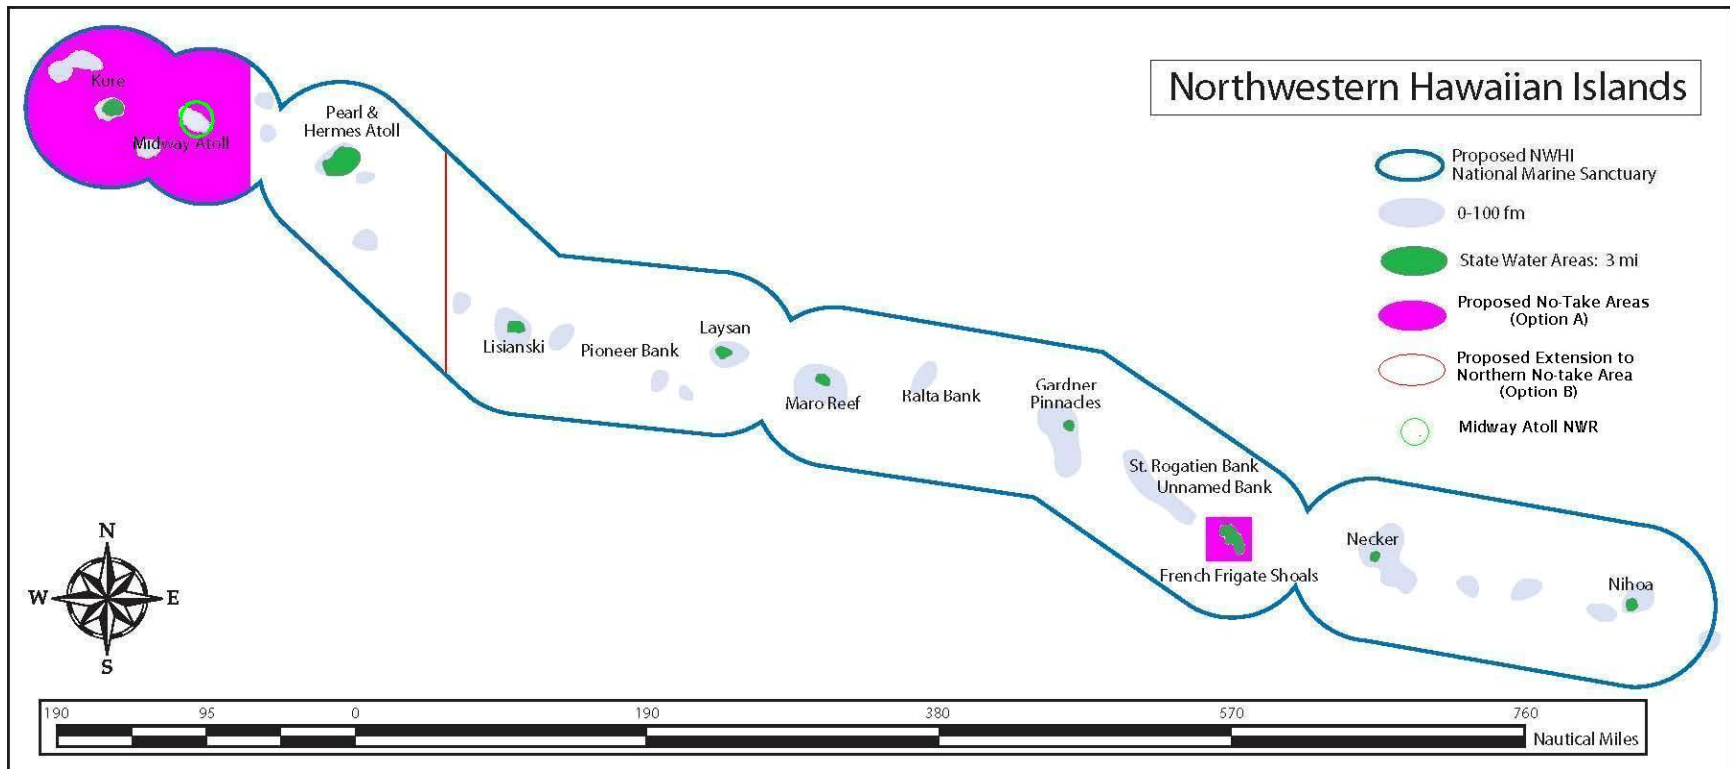 Northwestern Hawaiian Islands
Kure
Midway Atoll
Pearl &
Hermes Atoll
Lisianski
Pioneer Bank
Laysan
Maro Reef
Ralta Bank
Gardner
Pinnacles
St. Rogatien Bank
Unnamed Bank
French Frigate Shoals
Necker
Nihoa
Proposed NWHI
National Marine Sanctuary
0-100 fm
State Water Areas: 3 mi
Proposed No-Take Areas
(Option A)
Proposed Extension to
Northern No-take Area
(Option B)
Midway Atoll NWR
N
W E
S
190 95 0 190 380 570 760
Nautical Miles